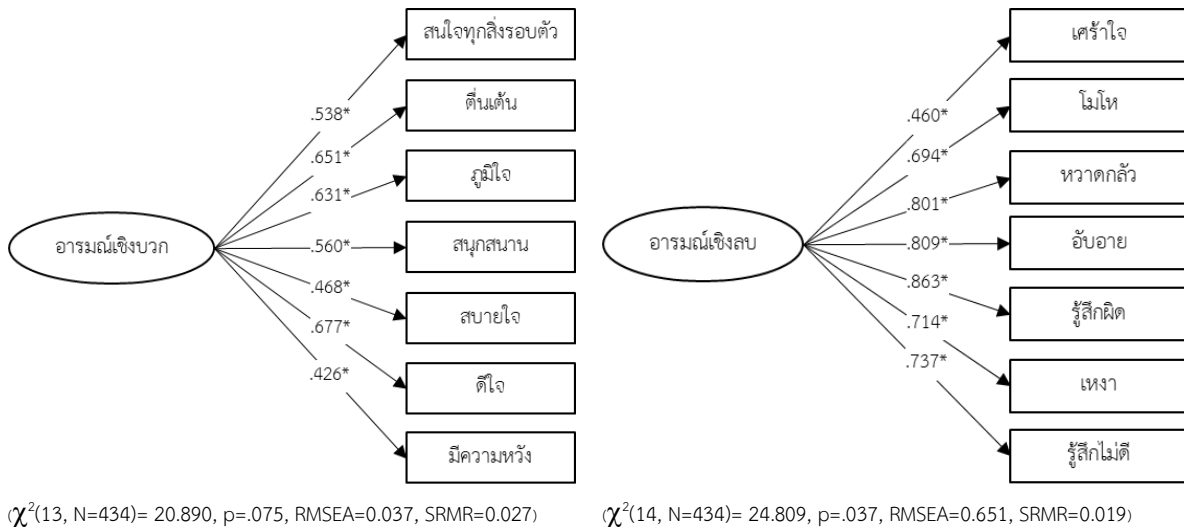 สนใจทุกสิ่งรอบตัว
ตื่นเต้น
ภูมิใจ
สนุกสนาน
สบายใจ
ดีใจ
มีความหวัง
อารมณ์เชิงบวก
.538*
.651*
.631*
.560*
.468*
.677*
.426*
(χ²(13, N=434)= 20.890, p=.075, RMSEA=0.037, SRMR=0.027)
เศร้าใจ
โมโห
หวาดกลัว
อับอาย
รู้สึกผิด
เหงา
รู้สึกไม่ดี
อารมณ์เชิงลบ
.460*
.694*
.801*
.809*
.863*
.714*
.737*
(χ²(14, N=434)= 24.809, p=.037, RMSEA=0.651, SRMR=0.019)